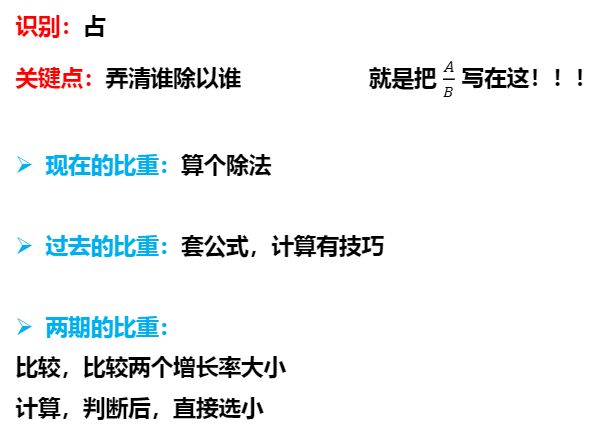 识别：占
关键点：弄清谁除以谁 就是把 A/B 写在这！！！
➢ 现在的比重：算个除法
➢ 过去的比重：套公式，计算有技巧
➢ 两期的比重：
比较，比较两个增长率大小
计算，判断后，直接选小